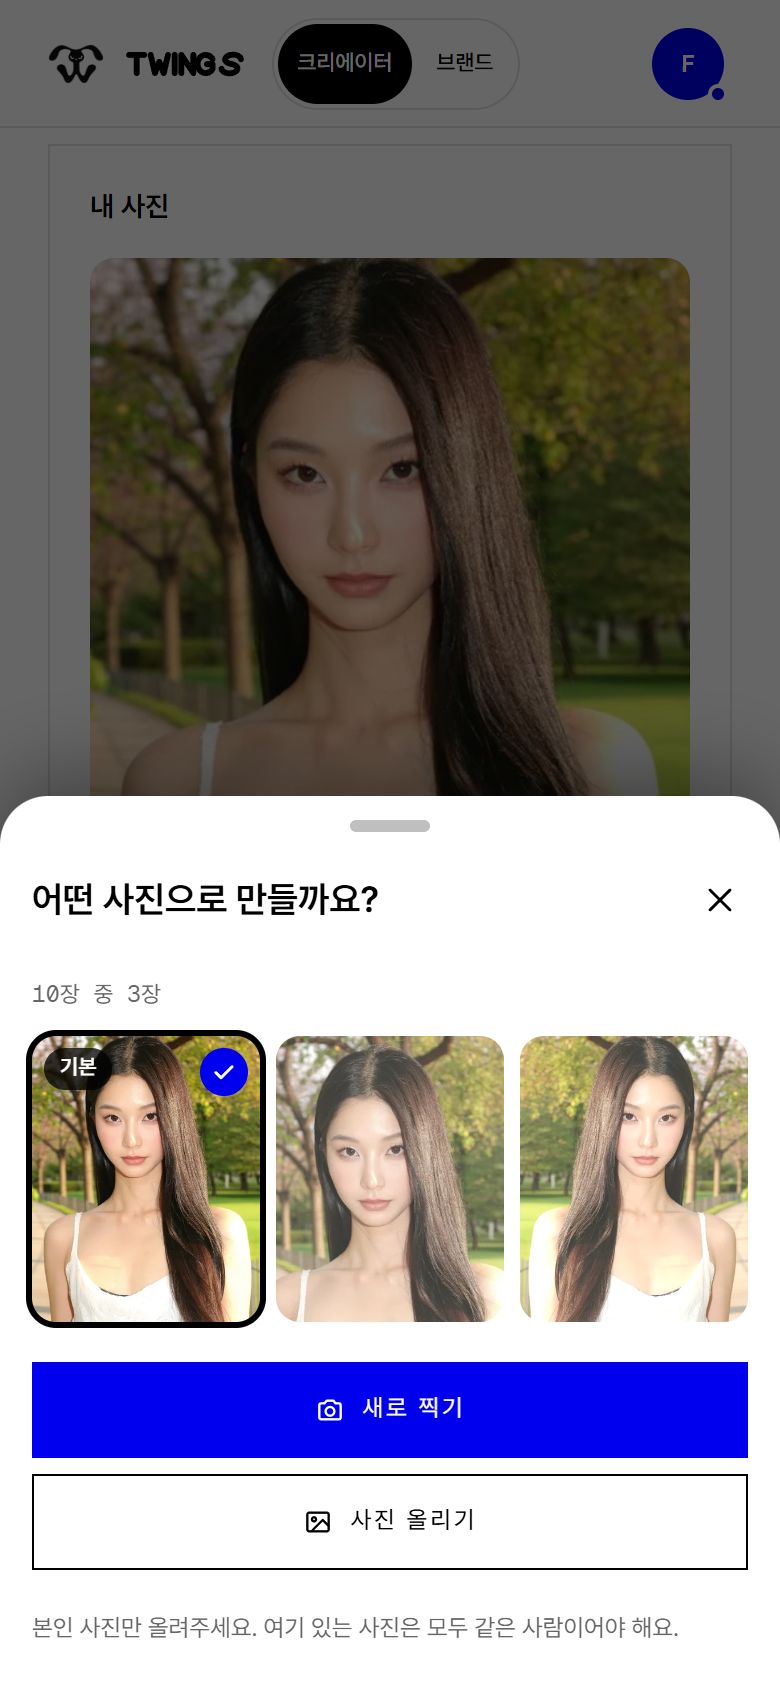 TWINGS
크리에이터
브랜드
F
내 사진
어떤 사진으로 만들까요?
10장 중 3장
기본
새로 찍기
사진 올리기
본인 사진만 올려주세요. 여기 있는 사진은 모두 같은 사람이어야 해요.